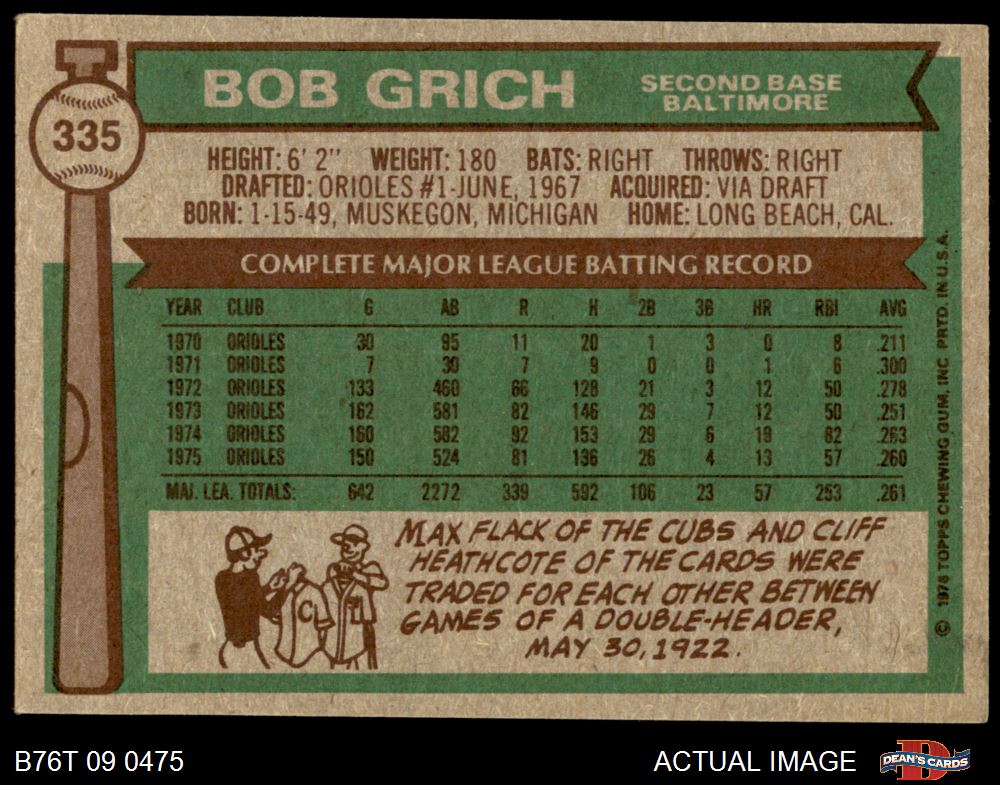 BOB GRICH SECOND BASE
BALTIMORE
335
HEIGHT: 6' 2" WEIGHT: 180 BATS: RIGHT THROWS: RIGHT
DRAFTED: ORIOLES #1-JUNE, 1967 ACQUIRED: VIA DRAFT
BORN: 1-15-49, MUSKEGON, MICHIGAN HOME: LONG BEACH, CAL.
COMPLETE MAJOR LEAGUE BATTING RECORD
YEAR CLUB G AB R H 2B 3B HR RBI AVG
1970 ORIOLES 30 95 11 20 1 3 0 8 .211
1971 ORIOLES 7 30 7 9 0 0 1 6 .300
1972 ORIOLES 133 460 66 128 21 3 12 50 .278
1973 ORIOLES 162 581 82 146 29 7 12 50 .251
1974 ORIOLES 160 582 92 153 29 6 19 82 .263
1975 ORIOLES 150 524 81 136 26 4 13 57 .260
MAJ. LEA. TOTALS: 642 2272 339 592 106 23 57 253 .261
C
MAX FLACK OF THE CUBS AND CLIFF
HEATHCOTE OF THE CARDS WERE
TRADED FOR EACH OTHER BETWEEN
GAMES OF A DOUBLE-HEADER,
MAY 30, 1922.
© 1976 TOPPS CHEWING GUM, INC. PRTD. IN U.S.A.
B76T 09 0475 ACTUAL IMAGE D DEAN'S CARDS